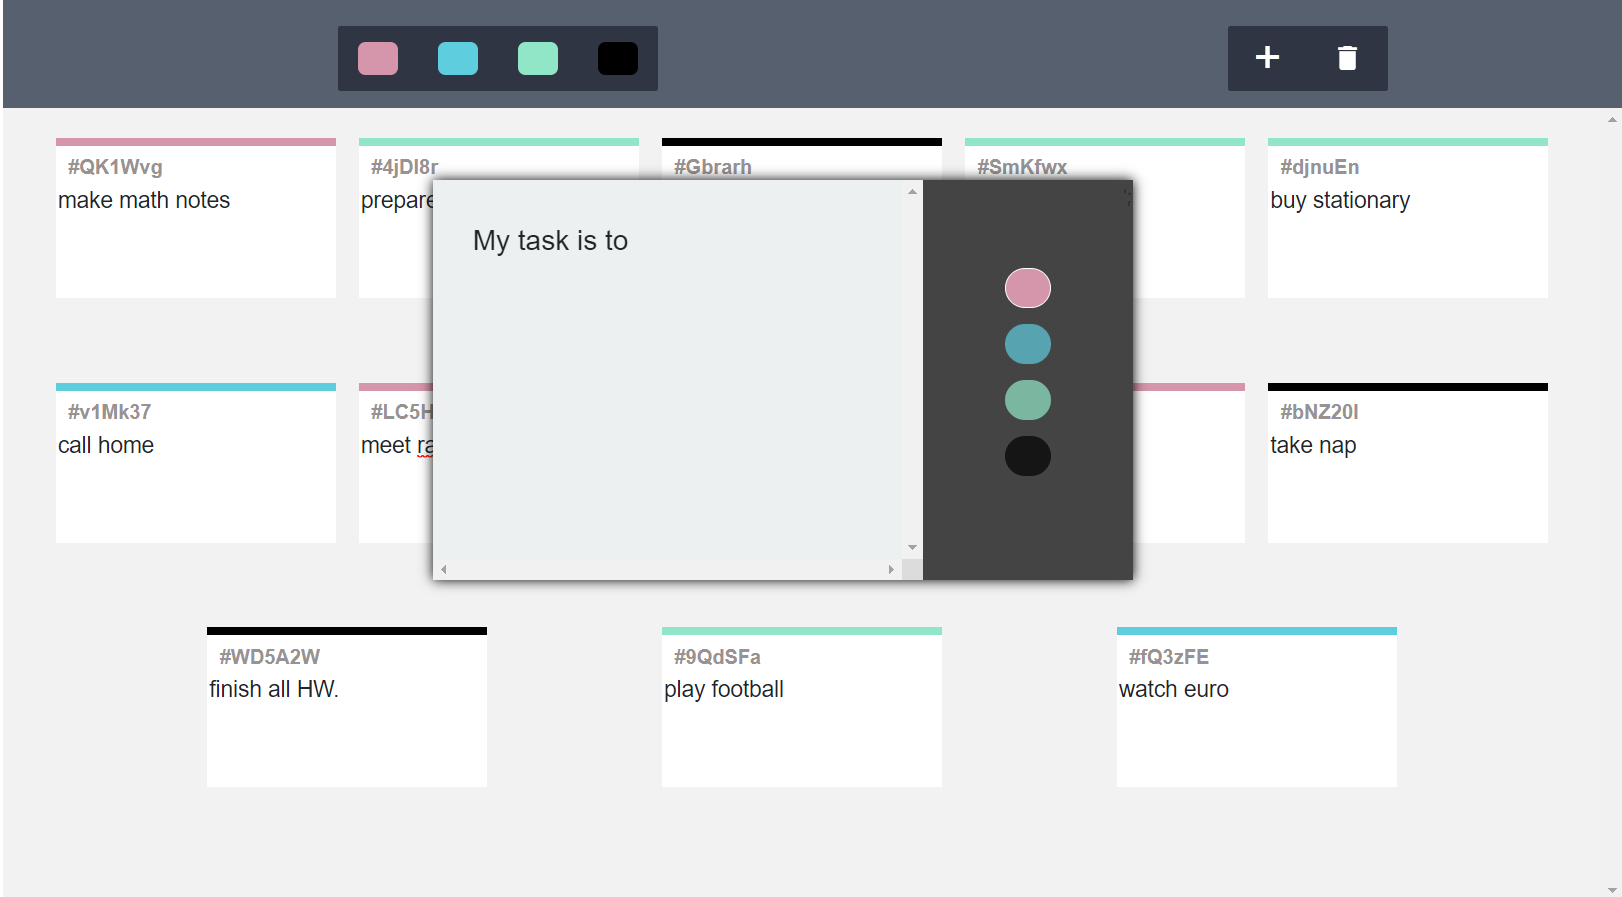 #QK1Wvg
make math notes
#4jDI8r
prepare
#Gbrarh
#SmKfwx
#djnuEn
buy stationary
My task is to
#v1Mk37
call home
#LC5H
meet ra
#bNZ20I
take nap
#WD5A2W
finish all HW.
#9QdSFa
play football
#fQ3zFE
watch euro